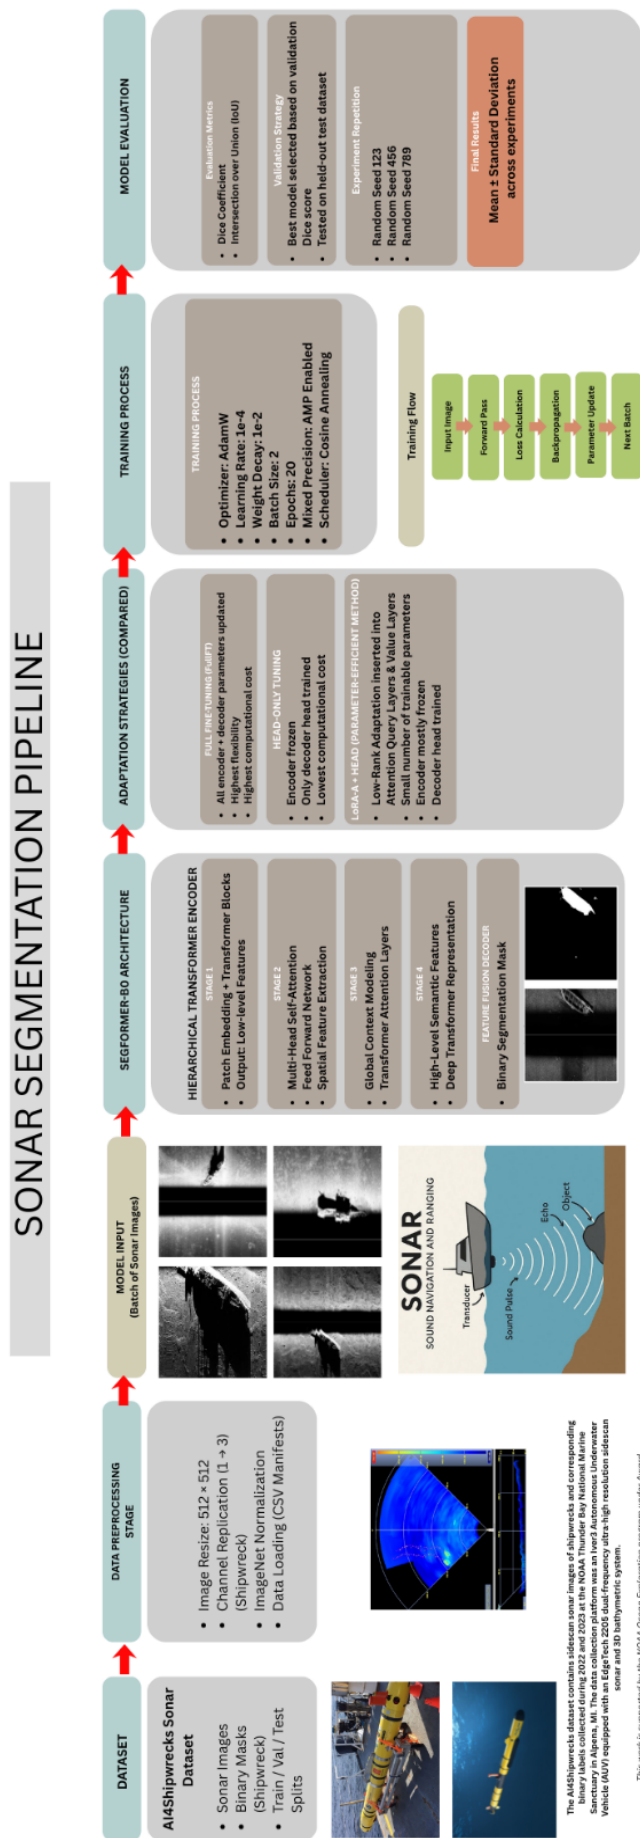 SONAR SEGMENTATION PIPELINE
DATASET
AI4Shipwrecks Sonar
Dataset
• Sonar Images
• Binary Masks
(Shipwreck)
• Train / Val / Test
Splits
DATA PREPROCESSING
STAGE
• Image Resize: 512 × 512
• Channel Replication (1 → 3)
(Shipwreck)
• ImageNet Normalization
• Data Loading (CSV Manifests)
The AI4Shipwrecks dataset contains sidescan sonar images of shipwrecks and corresponding
binary labels collected during 2022 and 2023 at the NOAA Thunder Bay National Marine
Sanctuary in Alpena, MI. The data collection platform was an Iver3 Autonomous Underwater
Vehicle (AUV) equipped with an EdgeTech 2205 dual-frequency ultra-high resolution sidescan
sonar and 3D bathymetric system.
This work is supported by the NOAA Ocean Exploration program under Award
MODEL INPUT
(Batch of Sonar Images)
SONAR
SOUND NAVIGATION AND RANGING
Transducer
Sound Pulse
Echo
Object
SEGFORMER-B0 ARCHITECTURE
HIERARCHICAL TRANSFORMER ENCODER
STAGE 1
• Patch Embedding + Transformer Blocks
• Output: Low-level Features
STAGE 2
• Multi-Head Self-Attention
• Feed Forward Network
• Spatial Feature Extraction
STAGE 3
• Global Context Modeling
• Transformer Attention Layers
STAGE 4
• High-Level Semantic Features
• Deep Transformer Representation
FEATURE FUSION DECODER
• Binary Segmentation Mask
ADAPTATION STRATEGIES (COMPARED)
FULL FINE-TUNING (FullFT)
• All encoder + decoder parameters updated
• Highest flexibility
• Highest computational cost
HEAD-ONLY TUNING
• Encoder frozen
• Only decoder head trained
• Lowest computational cost
LoRA-A + HEAD (PARAMETER-EFFICIENT METHOD)
• Low-Rank Adaptation inserted into
Attention Query Layers & Value Layers
• Small number of trainable parameters
• Encoder mostly frozen
• Decoder head trained
TRAINING PROCESS
TRAINING PROCESS
• Optimizer: AdamW
• Learning Rate: 1e-4
• Weight Decay: 1e-2
• Batch Size: 2
• Epochs: 20
• Mixed Precision: AMP Enabled
• Scheduler: Cosine Annealing
Training Flow
Input Image
Forward Pass
Loss Calculation
Backpropagation
Parameter Update
Next Batch
MODEL EVALUATION
Evaluation Metrics
• Dice Coefficient
• Intersection over Union (IoU)
Validation Strategy
• Best model selected based on validation
Dice score
• Tested on held-out test dataset
Experiment Repetition
• Random Seed 123
• Random Seed 456
• Random Seed 789
Final Results
Mean ± Standard Deviation
across experiments